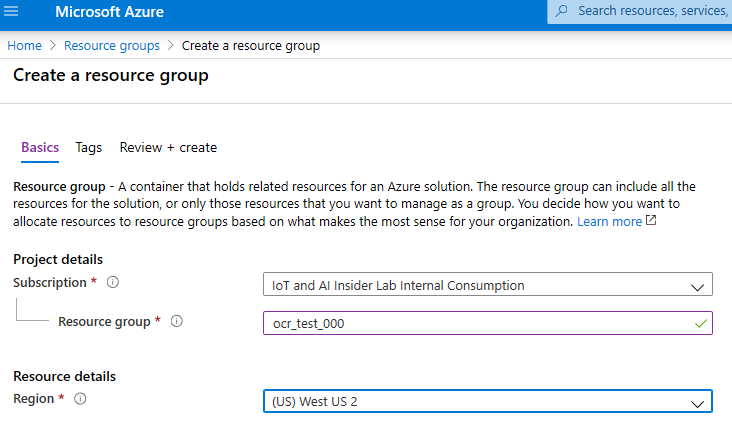 Microsoft Azure
Search resources, services,
Home > Resource groups > Create a resource group
Create a resource group
Basics Tags Review + create
Resource group - A container that holds related resources for an Azure solution. The resource group can include all the
resources for the solution, or only those resources that you want to manage as a group. You decide how you want to
allocate resources to resource groups based on what makes the most sense for your organization. Learn more
Project details
Subscription * IoT and AI Insider Lab Internal Consumption
Resource group * ocr_test_000
Resource details
Region * (US) West US 2